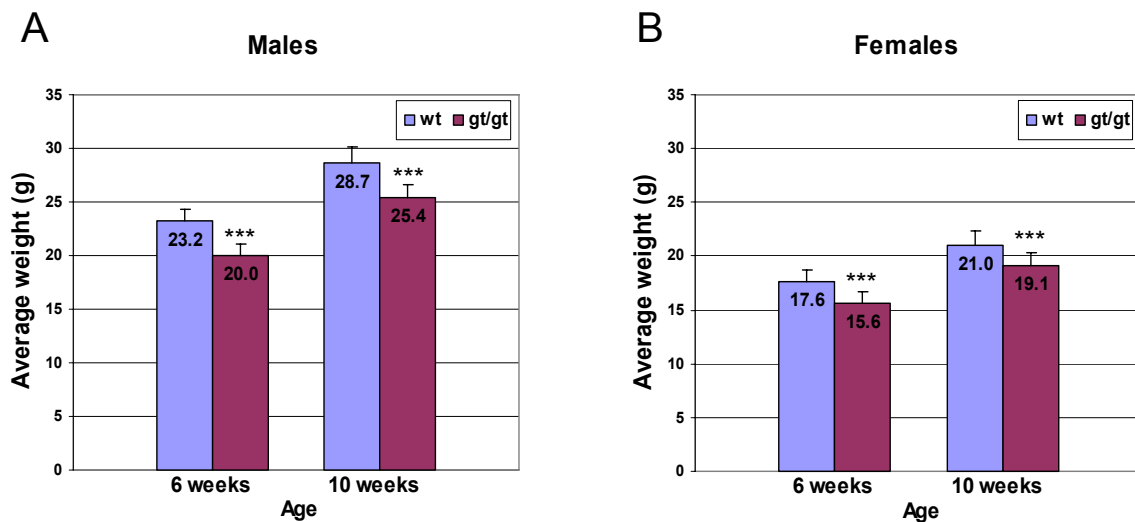 A
Males
Average weight (g)
35
30
25
20
15
10
5
0
wt gt/gt
23.2
***
20.0
28.7
***
25.4
6 weeks 10 weeks
Age
B
Females
Average weight (g)
35
30
25
20
15
10
5
0
wt gt/gt
17.6
***
15.6
21.0
***
19.1
6 weeks 10 weeks
Age